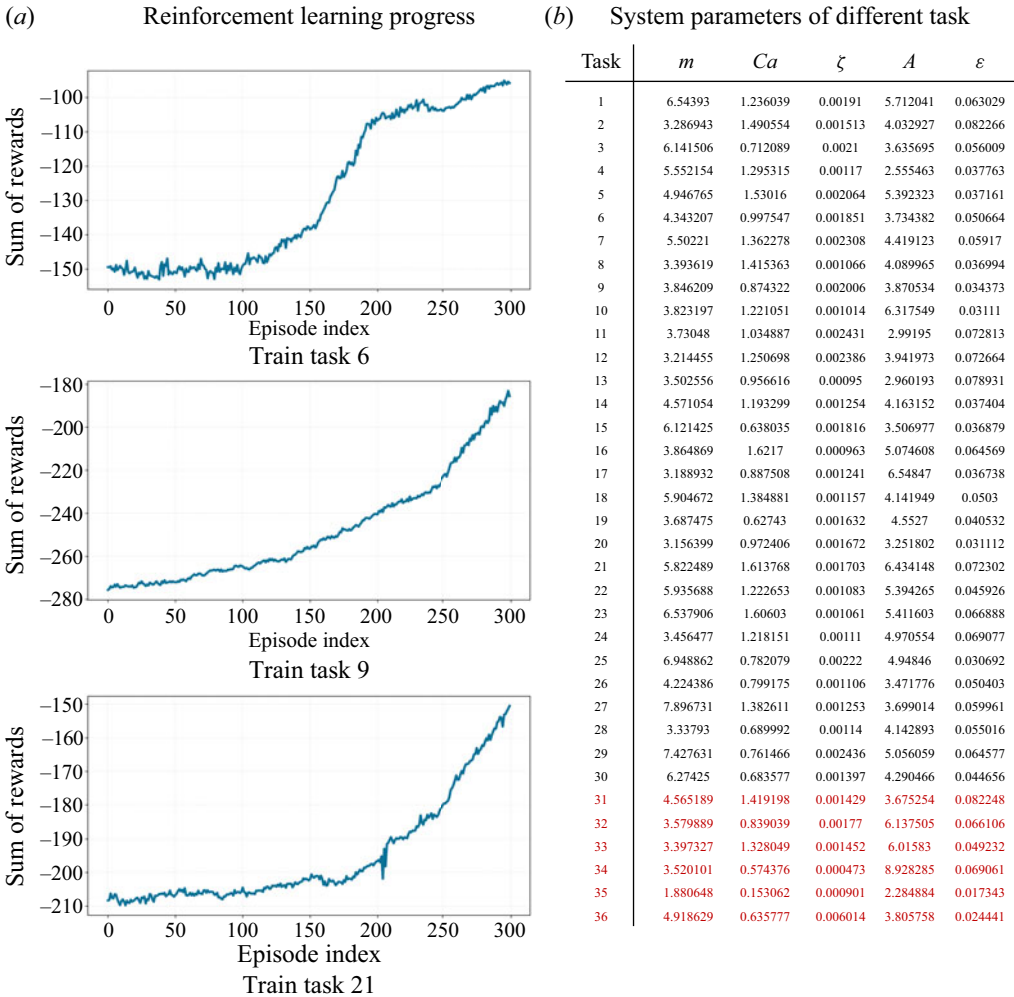 (a) Reinforcement learning progress
Sum of rewards
–100
–110
–120
–130
–140
–150
0 50 100 150 200 250 300
Episode index
Train task 6
Sum of rewards
–180
–200
–220
–240
–260
–280
0 50 100 150 200 250 300
Episode index
Train task 9
Sum of rewards
–150
–160
–170
–180
–190
–200
–210
0 50 100 150 200 250 300
Episode index
Train task 21
(b) System parameters of different task
Task m Ca ζ A ε
1 6.54393 1.236039 0.00191 5.712041 0.063029
2 3.286943 1.490554 0.001513 4.032927 0.082266
3 6.141506 0.712089 0.0021 3.635695 0.056009
4 5.552154 1.295315 0.00117 2.555463 0.037763
5 4.946765 1.53016 0.002064 5.392323 0.037161
6 4.343207 0.997547 0.001851 3.734382 0.050664
7 5.50221 1.362278 0.002308 4.419123 0.05917
8 3.393619 1.415363 0.001066 4.089965 0.036994
9 3.846209 0.874322 0.002006 3.870534 0.034373
10 3.823197 1.221051 0.001014 6.317549 0.03111
11 3.73048 1.034887 0.002431 2.99195 0.072813
12 3.214455 1.250698 0.002386 3.941973 0.072664
13 3.502556 0.956616 0.00095 2.960193 0.078931
14 4.571054 1.193299 0.001254 4.163152 0.037404
15 6.121425 0.638035 0.001816 3.506977 0.036879
16 3.864869 1.6217 0.000963 5.074608 0.064569
17 3.188932 0.887508 0.001241 6.54847 0.036738
18 5.904672 1.384881 0.001157 4.141949 0.0503
19 3.687475 0.62743 0.001632 4.5527 0.040532
20 3.156399 0.972406 0.001672 3.251802 0.031112
21 5.822489 1.613768 0.001703 6.434148 0.072302
22 5.935688 1.222653 0.001083 5.394265 0.045926
23 6.537906 1.60603 0.001061 5.411603 0.066888
24 3.456477 1.218151 0.00111 4.970554 0.069077
25 6.948862 0.782079 0.00222 4.94846 0.030692
26 4.224386 0.799175 0.001106 3.471776 0.050403
27 7.896731 1.382611 0.001253 3.699014 0.059961
28 3.33793 0.689992 0.00114 4.142893 0.055016
29 7.427631 0.761466 0.002436 5.056059 0.064577
30 6.27425 0.683577 0.001397 4.290466 0.044656
31 4.565189 1.419198 0.001429 3.675254 0.082248
32 3.579889 0.839039 0.00177 6.137505 0.066106
33 3.397327 1.328049 0.001452 6.01583 0.049232
34 3.520101 0.574376 0.000473 8.928285 0.069061
35 1.880648 0.153062 0.000901 2.284884 0.017343
36 4.918629 0.635777 0.006014 3.805758 0.024441